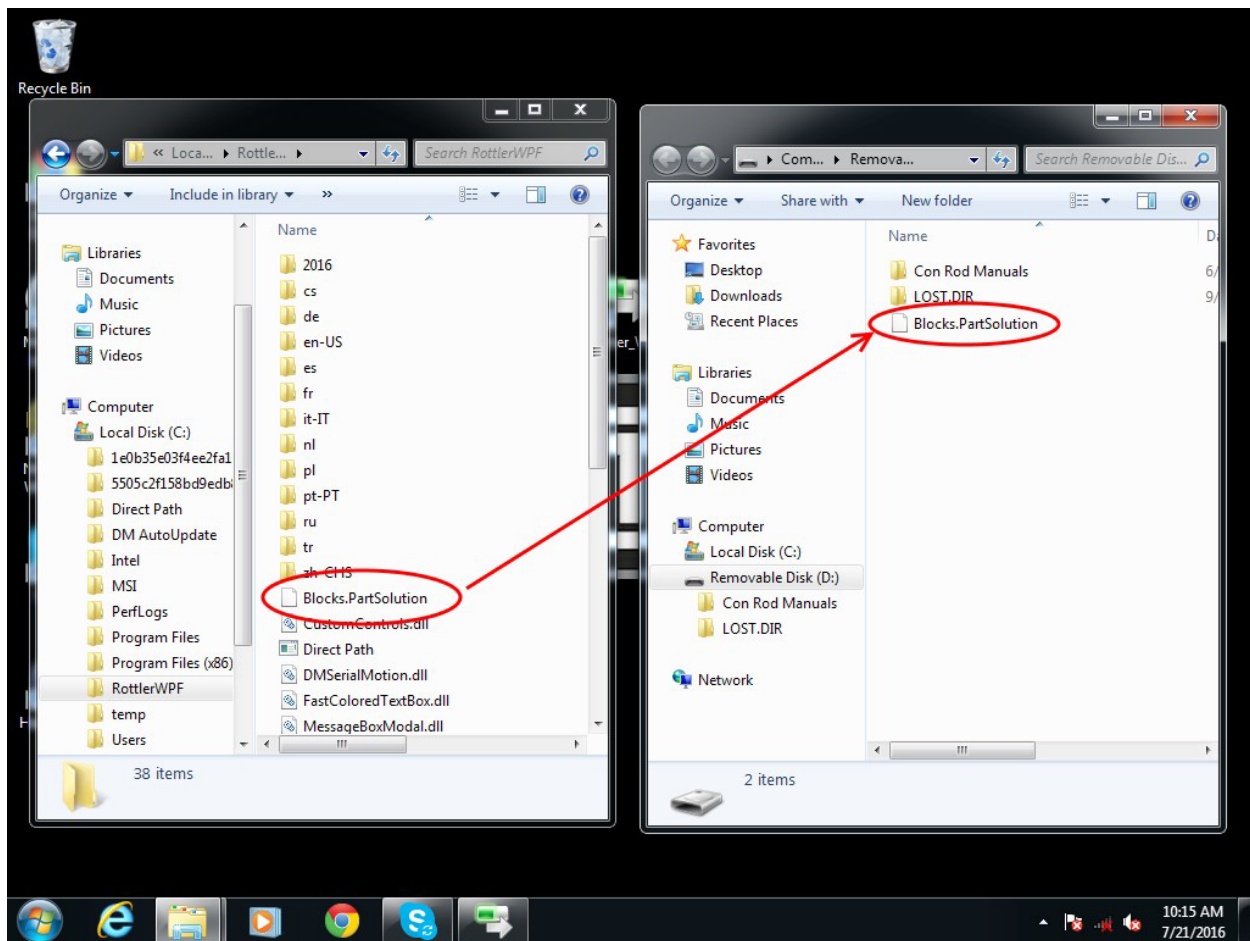 Recycle Bin
« Loca... Rottle...
Search RottlerWPF
Organize
Include in library
»
Libraries
Documents
Music
Pictures
Videos
Computer
Local Disk (C:)
1e0b35e03f4ee2fa1
5505c2f158bd9edb
Direct Path
DM AutoUpdate
Intel
MSI
PerfLogs
Program Files
Program Files (x86)
RottlerWPF
temp
Users
Name
2016
cs
de
en-US
es
fr
it-IT
nl
pl
pt-PT
ru
tr
zh-CHS
Blocks.PartSolution
CustomControls.dll
Direct Path
DMSerialMotion.dll
FastColoredTextBox.dll
MessageBoxModal.dll
38 items
Com... Remova...
Search Removable Dis...
Organize
Share with
New folder
Favorites
Desktop
Downloads
Recent Places
Libraries
Documents
Music
Pictures
Videos
Computer
Local Disk (C:)
Removable Disk (D:)
Con Rod Manuals
LOST.DIR
Network
Name
Con Rod Manuals
6/
LOST.DIR
9/
Blocks.PartSolution
2 items
10:15 AM
7/21/2016